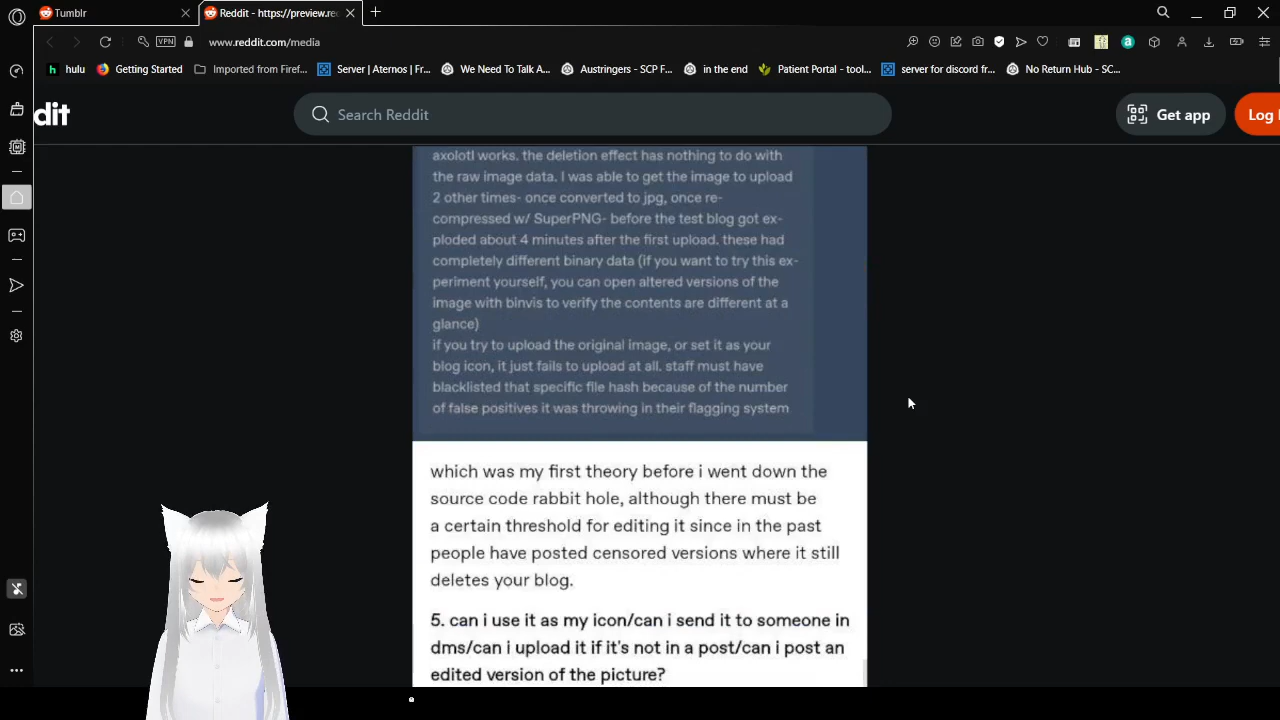 Tumblr
Reddit - https://preview.re
VPN
www.reddit.com/media
hulu
Getting Started
Imported from Firef...
Server | Aternos | Fr...
We Need To Talk A...
Austringers - SCP F...
in the end
Patient Portal - tool...
server for discord fr...
No Return Hub - SC...
dit
Search Reddit
Get app
Log
axolotl works. the deletion effect has nothing to do with
the raw image data. I was able to get the image to upload
2 other times- once converted to jpg, once re-
compressed w/ SuperPNG- before the test blog got ex-
ploded about 4 minutes after the first upload. these had
completely different binary data (if you want to try this ex-
periment yourself, you can open altered versions of the
image with binvis to verify the contents are different at a
glance)
if you try to upload the original image, or set it as your
blog icon, it just fails to upload at all. staff must have
blacklisted that specific file hash because of the number
of false positives it was throwing in their flagging system
which was my first theory before i went down the
source code rabbit hole, although there must be
a certain threshold for editing it since in the past
people have posted censored versions where it still
deletes your blog.
5. can i use it as my icon/can i send it to someone in
dms/can i upload it if it's not in a post/can i post an
edited version of the picture?